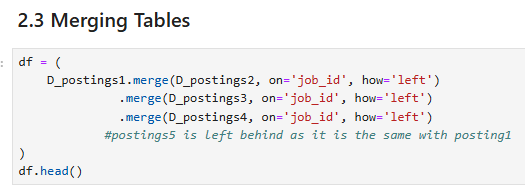 2.3 Merging Tables
df = (
    D_postings1.merge(D_postings2, on='job_id', how='left')
               .merge(D_postings3, on='job_id', how='left')
               .merge(D_postings4, on='job_id', how='left')
             #postings5 is left behind as it is the same with posting1
)
df.head()